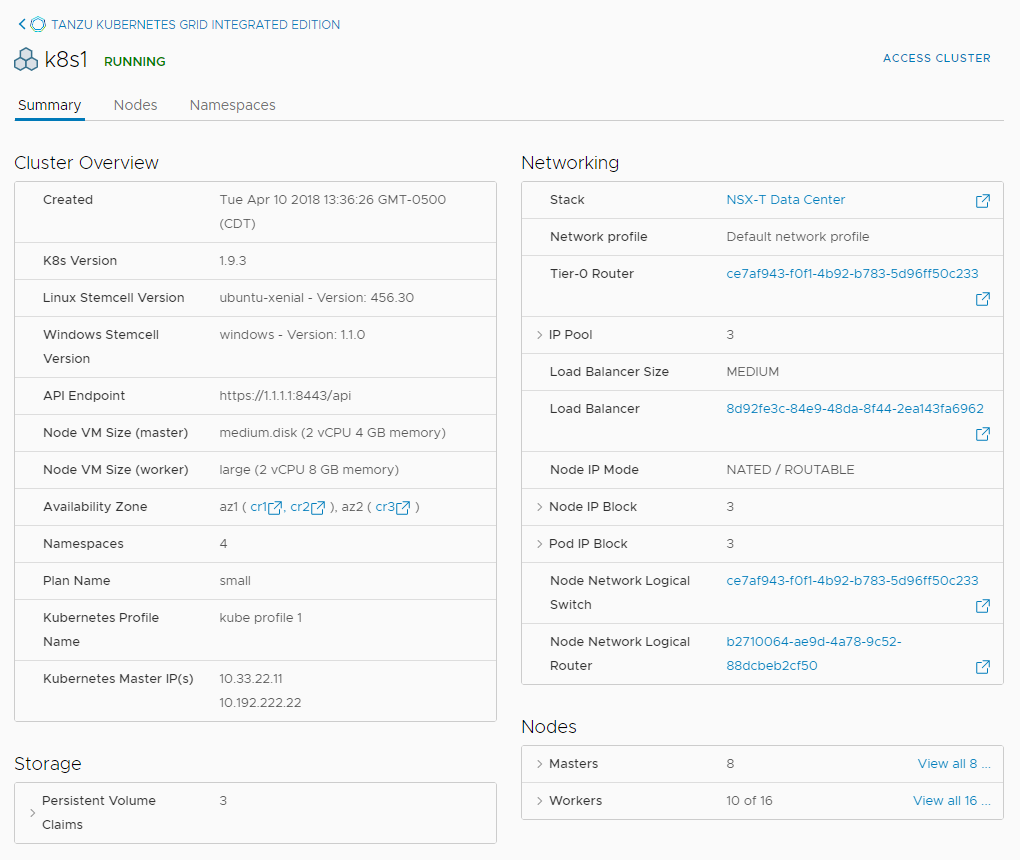 TANZU KUBERNETES GRID INTEGRATED EDITION
k8s1 RUNNING
ACCESS CLUSTER
Summary Nodes Namespaces
Cluster Overview
Created Tue Apr 10 2018 13:36:26 GMT-0500
(CDT)
K8s Version 1.9.3
Linux Stemcell Version ubuntu-xenial - Version: 456.30
Windows Stemcell windows - Version: 1.1.0
Version
API Endpoint https://1.1.1.1:8443/api
Node VM Size (master) medium.disk (2 vCPU 4 GB memory)
Node VM Size (worker) large (2 vCPU 8 GB memory)
Availability Zone az1 ( cr1, cr2 ), az2 ( cr3 )
Namespaces 4
Plan Name small
Kubernetes Profile kube profile 1
Name
Kubernetes Master IP(s) 10.33.22.11
10.192.222.22
Storage
Persistent Volume 3
Claims
Networking
Stack NSX-T Data Center
Network profile Default network profile
Tier-0 Router ce7af943-f0f1-4b92-b783-5d96ff50c233
IP Pool 3
Load Balancer Size MEDIUM
Load Balancer 8d92fe3c-84e9-48da-8f44-2ea143fa6962
Node IP Mode NATED / ROUTABLE
Node IP Block 3
Pod IP Block 3
Node Network Logical ce7af943-f0f1-4b92-b783-5d96ff50c233
Switch
Node Network Logical b2710064-ae9d-4a78-9c52-
Router 88dcbeb2cf50
Nodes
Masters 8 View all 8 ...
Workers 10 of 16 View all 16 ...